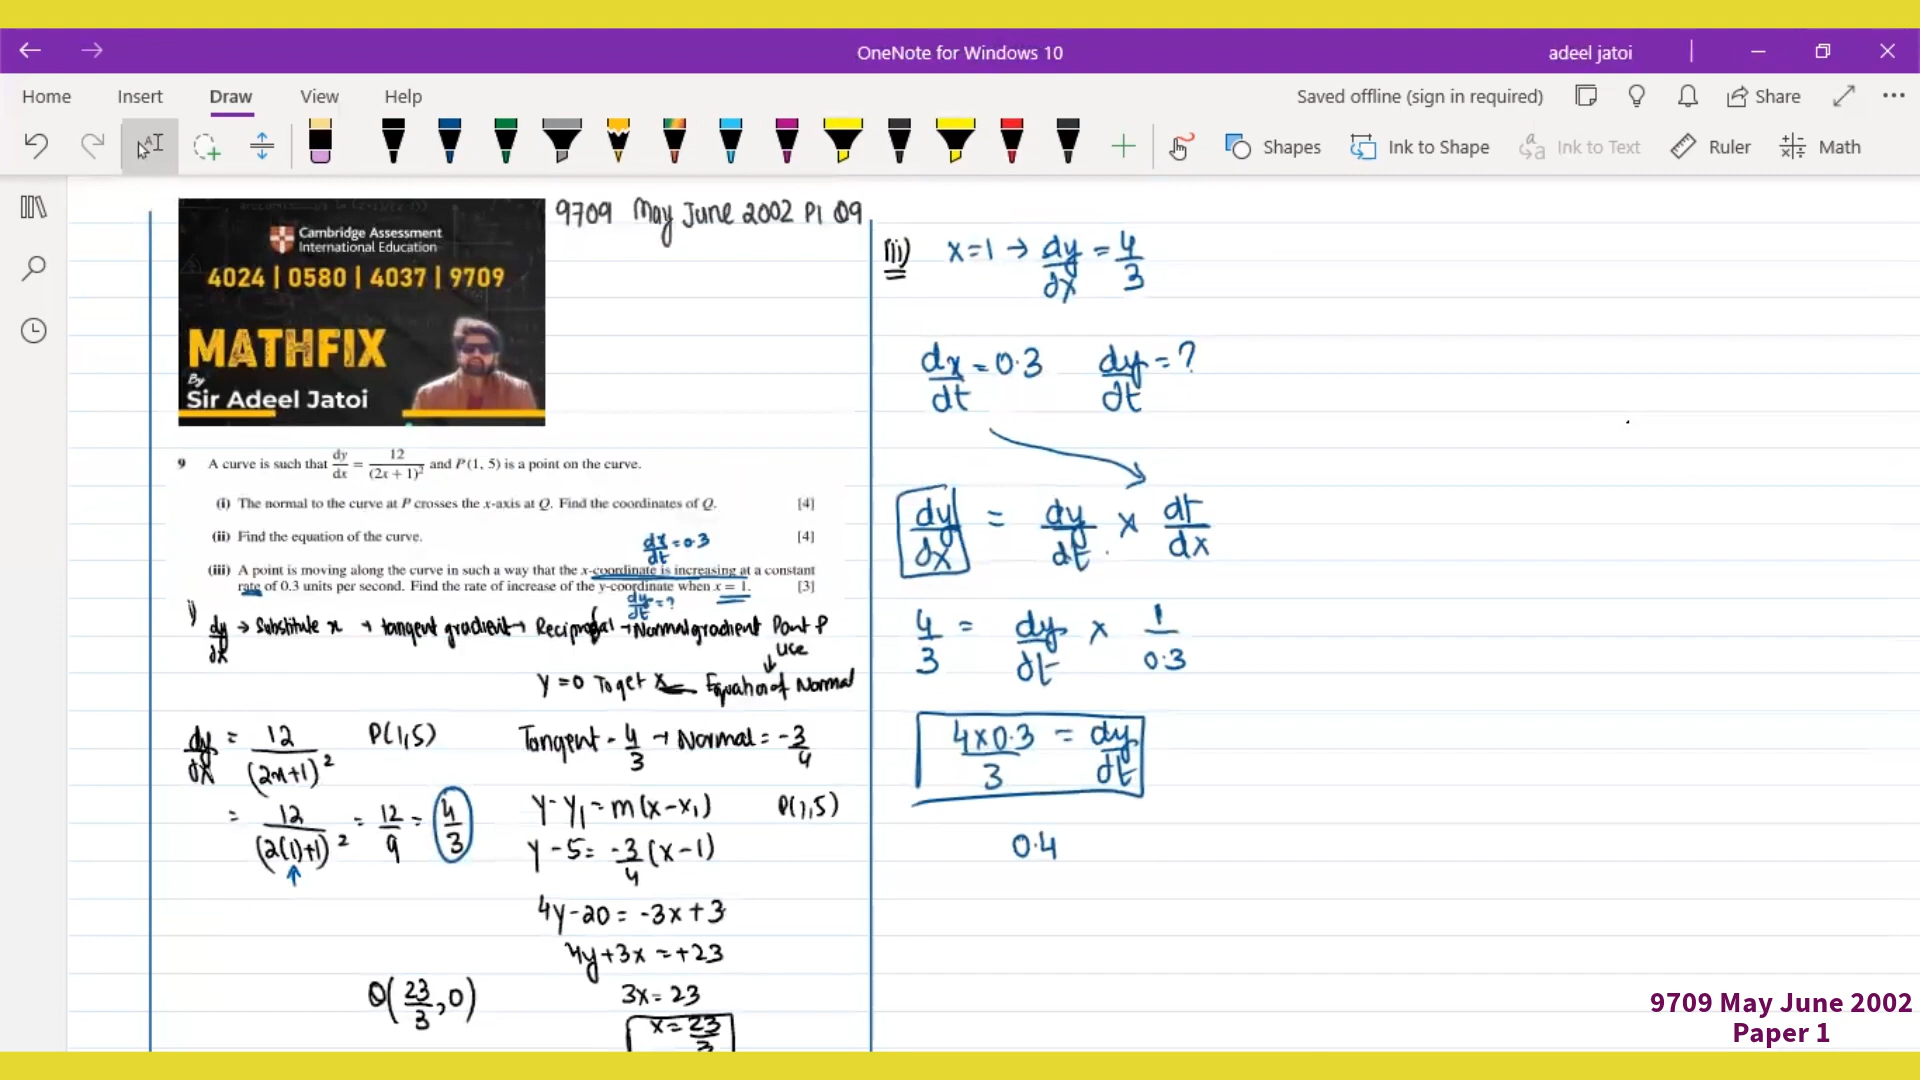 OneNote for Windows 10
adeel jatoi
Home Insert Draw View Help
Saved offline (sign in required)
Share
Shapes
Ink to Shape
Ink to Text
Ruler
Math
Cambridge Assessment
International Education
4024 | 0580 | 4037 | 9709
MATHFIX
By
Sir Adeel Jatoi
9709 May June 2002 P1 Q9
9 A curve is such that dy/dx = 12/(2x + 1)² and P(1, 5) is a point on the curve.
(i) The normal to the curve at P crosses the x-axis at Q. Find the coordinates of Q. [4]
(ii) Find the equation of the curve. [4]
dx/dt = 0.3
(iii) A point is moving along the curve in such a way that the x-coordinate is increasing at a constant
rate of 0.3 units per second. Find the rate of increase of the y-coordinate when x = 1. [3]
dy/dt = ?
i) dy/dx → Substitute x → tangent gradient → Reciprocal → Normal gradient Point P
↓ use
y = 0 To get x ← Equation of Normal
dy/dx = 12/(2x+1)² P(1,5)
= 12/(2(1)+1)² = 12/9 = 4/3
Q(23/3, 0)
Tangent - 4/3 → Normal = -3/4
y - y₁ = m(x - x₁) P(1,5)
y - 5 = -3/4 (x - 1)
4y - 20 = -3x + 3
4y + 3x = +23
3x = 23
x = 23/3
(ii) x = 1 → dy/dx = 4/3
dx/dt = 0.3 dy/dt = ?
dy/dx = dy/dt × dt/dx
4/3 = dy/dt × 1/0.3
4×0.3/3 = dy/dt
0.4
9709 May June 2002
Paper 1